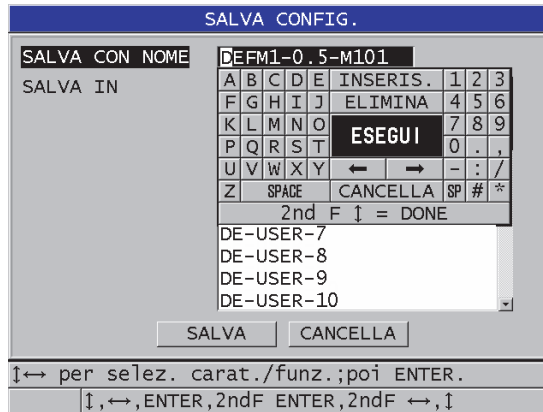 SALVA CONFIG.
SALVA CON NOME DEFM1-0.5-M101
SALVA IN
A B C D E INSERIS. 1 2 3
F G H I J ELIMINA 4 5 6
K L M N O ESEGUI 7 8 9
P Q R S T 0 . ,
U V W X Y ← → - : /
Z SPACE CANCELLA SP # *
2nd F ↕ = DONE
DE-USER-7
DE-USER-8
DE-USER-9
DE-USER-10
SALVA CANCELLA
↕↔ per selez. carat./funz.;poi ENTER.
↕,↔,ENTER,2ndF ENTER,2ndF ↔,↕